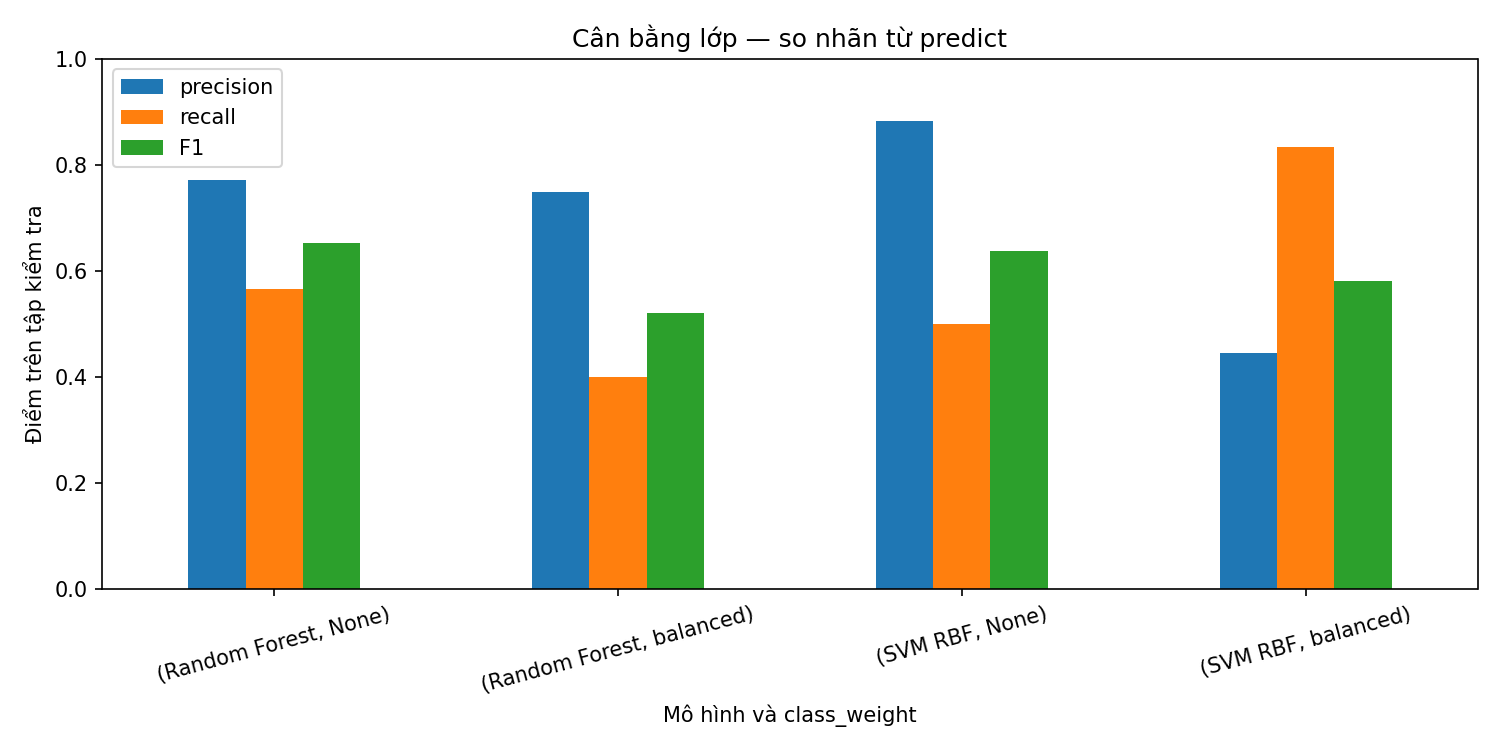 Cân bằng lớp — so nhãn từ predict
precision
recall
F1
Điểm trên tập kiểm tra
1.0
0.8
0.6
0.4
0.2
0.0
(Random Forest, None)
(Random Forest, balanced)
(SVM RBF, None)
(SVM RBF, balanced)
Mô hình và class_weight